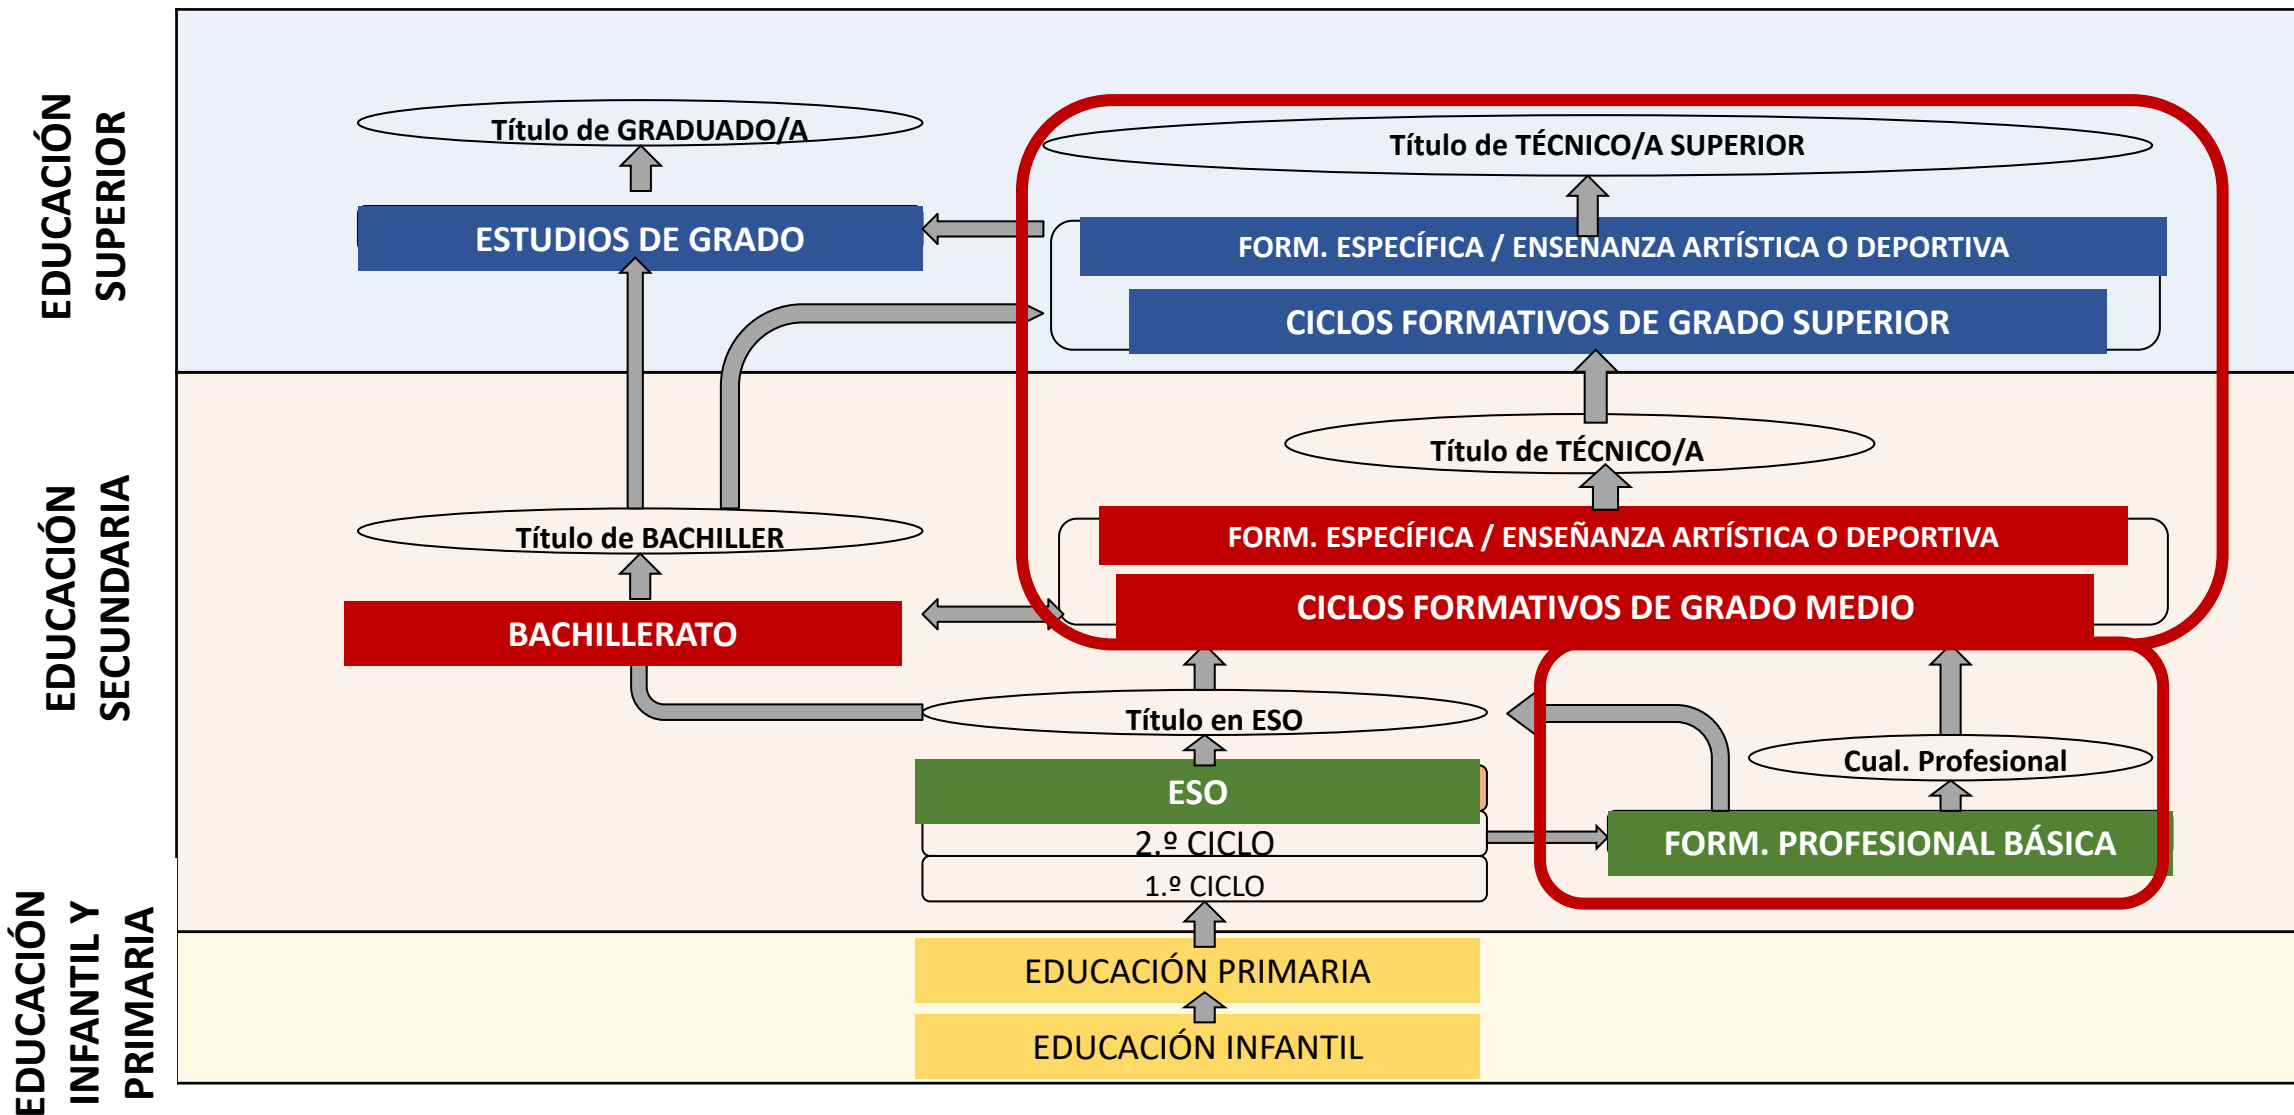 EDUCACIÓN
SUPERIOR
Título de GRADUADO/A
Título de TÉCNICO/A SUPERIOR
ESTUDIOS DE GRADO
FORM. ESPECÍFICA / ENSEÑANZA ARTÍSTICA O DEPORTIVA
CICLOS FORMATIVOS DE GRADO SUPERIOR
EDUCACIÓN
SECUNDARIA
Título de TÉCNICO/A
Título de BACHILLER
FORM. ESPECÍFICA / ENSEÑANZA ARTÍSTICA O DEPORTIVA
CICLOS FORMATIVOS DE GRADO MEDIO
BACHILLERATO
Título en ESO
Cual. Profesional
ESO
2.º CICLO
FORM. PROFESIONAL BÁSICA
1.º CICLO
EDUCACIÓN
INFANTIL Y
PRIMARIA
EDUCACIÓN PRIMARIA
EDUCACIÓN INFANTIL